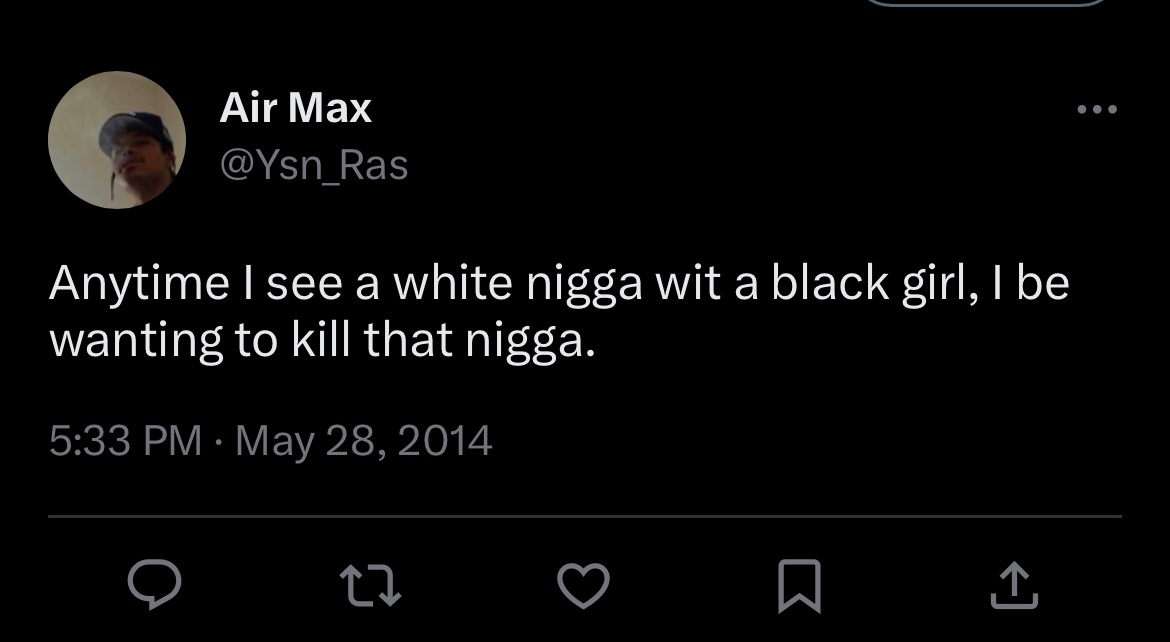 Air Max
@Ysn_Ras
Anytime I see a white nigga wit a black girl, I be
wanting to kill that nigga.
5:33 PM · May 28, 2014